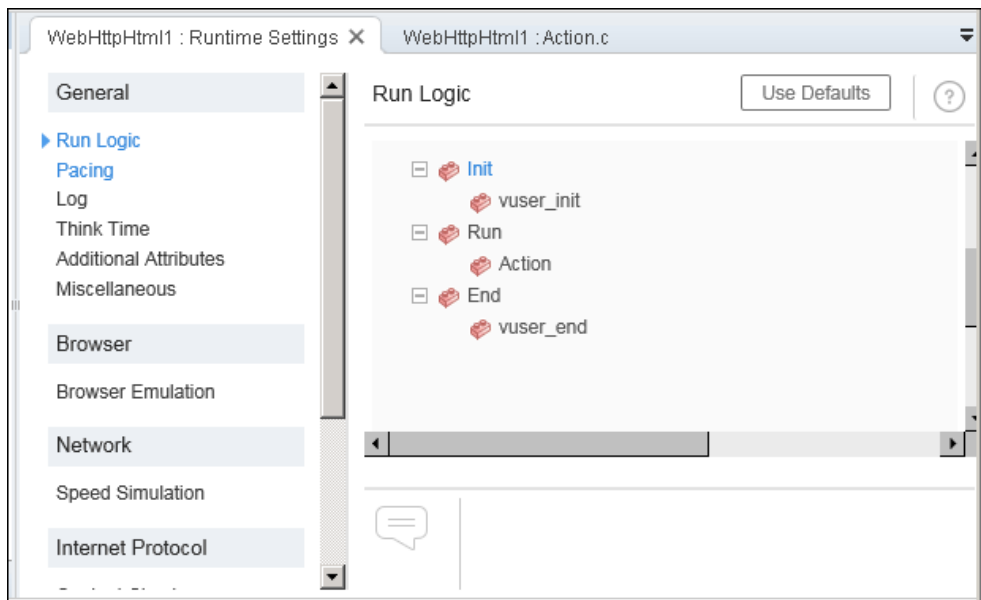 WebHttpHtml1 : Runtime Settings
WebHttpHtml1 : Action.c
General
Run Logic
Pacing
Log
Think Time
Additional Attributes
Miscellaneous
Browser
Browser Emulation
Network
Speed Simulation
Internet Protocol
Run Logic
Use Defaults
?
Init
vuser_init
Run
Action
End
vuser_end